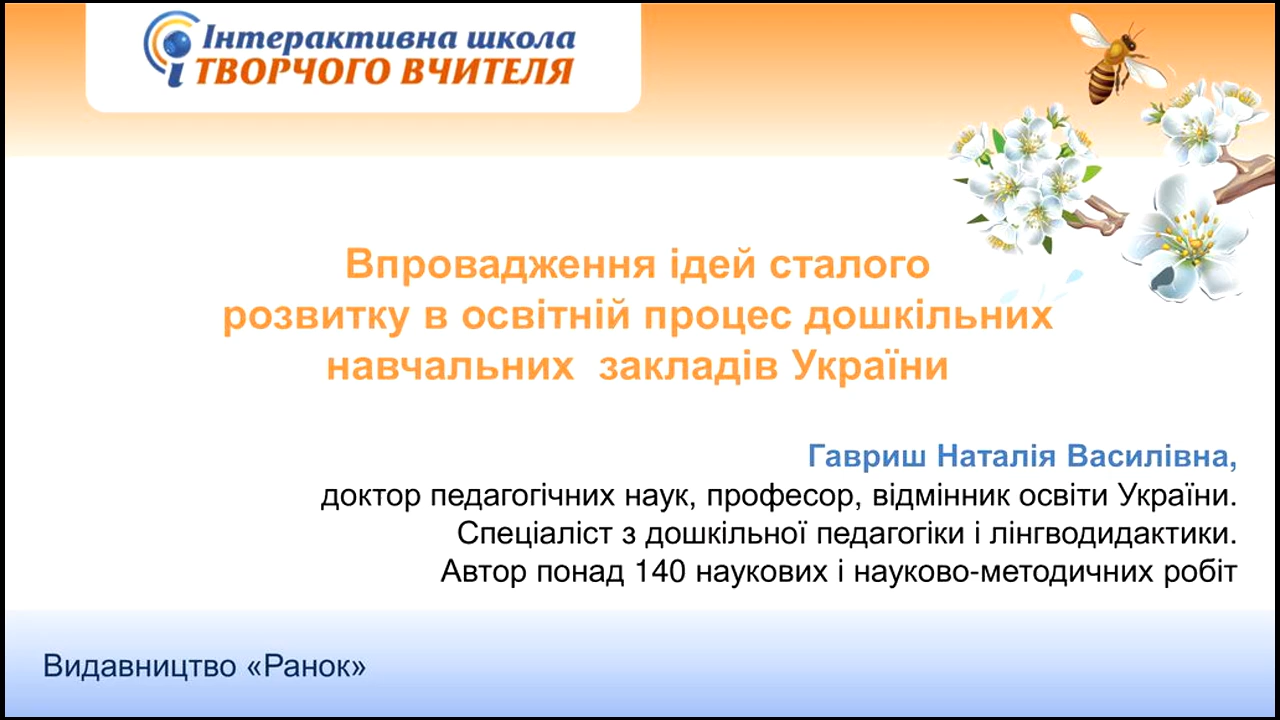 Інтерактивна школа
ТВОРЧОГО ВЧИТЕЛЯ
Впровадження ідей сталого
розвитку в освітній процес дошкільних
навчальних закладів України
Гавриш Наталія Василівна,
доктор педагогічних наук, професор, відмінник освіти України.
Спеціаліст з дошкільної педагогіки і лінгводидактики.
Автор понад 140 наукових і науково-методичних робіт
Видавництво «Ранок»